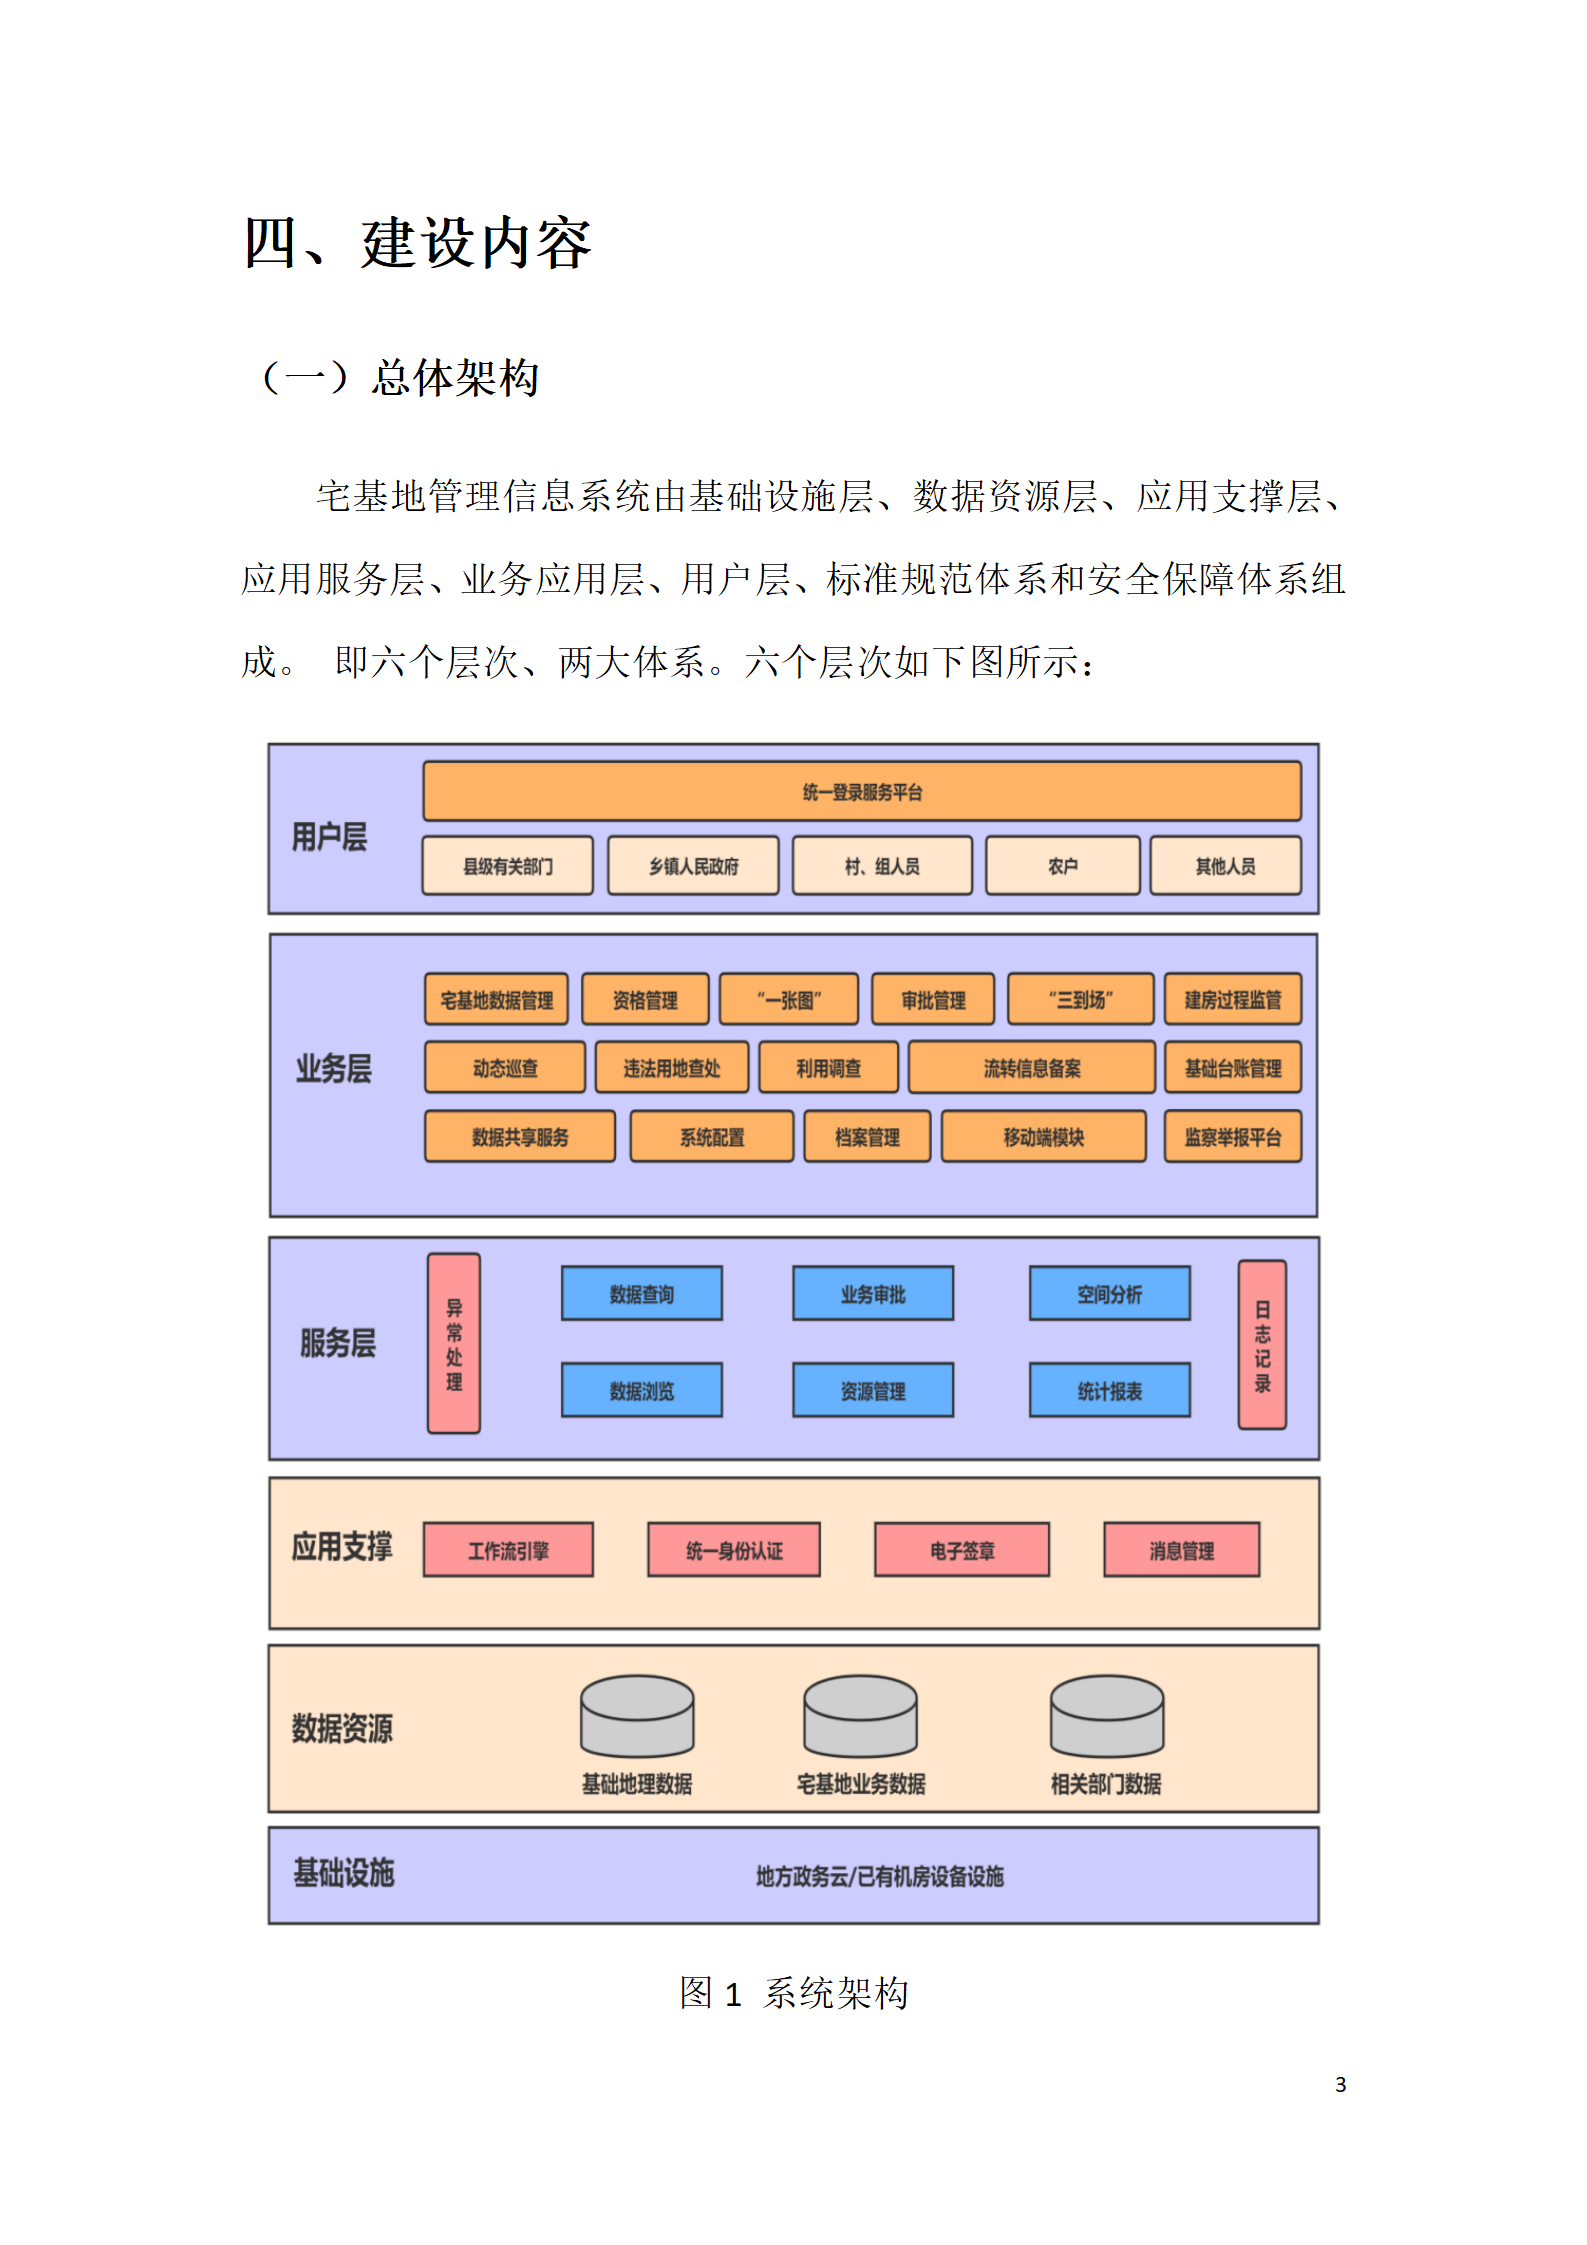 四、建设内容
（一）总体架构
宅基地管理信息系统由基础设施层、数据资源层、应用支撑层、
应用服务层、业务应用层、用户层、标准规范体系和安全保障体系组
成。 即六个层次、两大体系。六个层次如下图所示：
统一登录服务平台
用户层
县级有关部门 乡镇人民政府 村、组人员 农户 其他人员
宅基地数据管理 资格管理 “一张图” 审批管理 “三到场” 建房过程监管
业务层 动态巡查 违法用地查处 利用调查 流转信息备案 基础台账管理
数据共享服务 系统配置 档案管理 移动端模块 监察举报平台
服务层
异常处理
数据查询 业务审批 空间分析
数据浏览 资源管理 统计报表
日志记录
应用支撑 工作流引擎 统一身份认证 电子签章 消息管理
数据资源
基础地理数据 宅基地业务数据 相关部门数据
基础设施 地方政务云/已有机房设备设施
图 1 系统架构
3